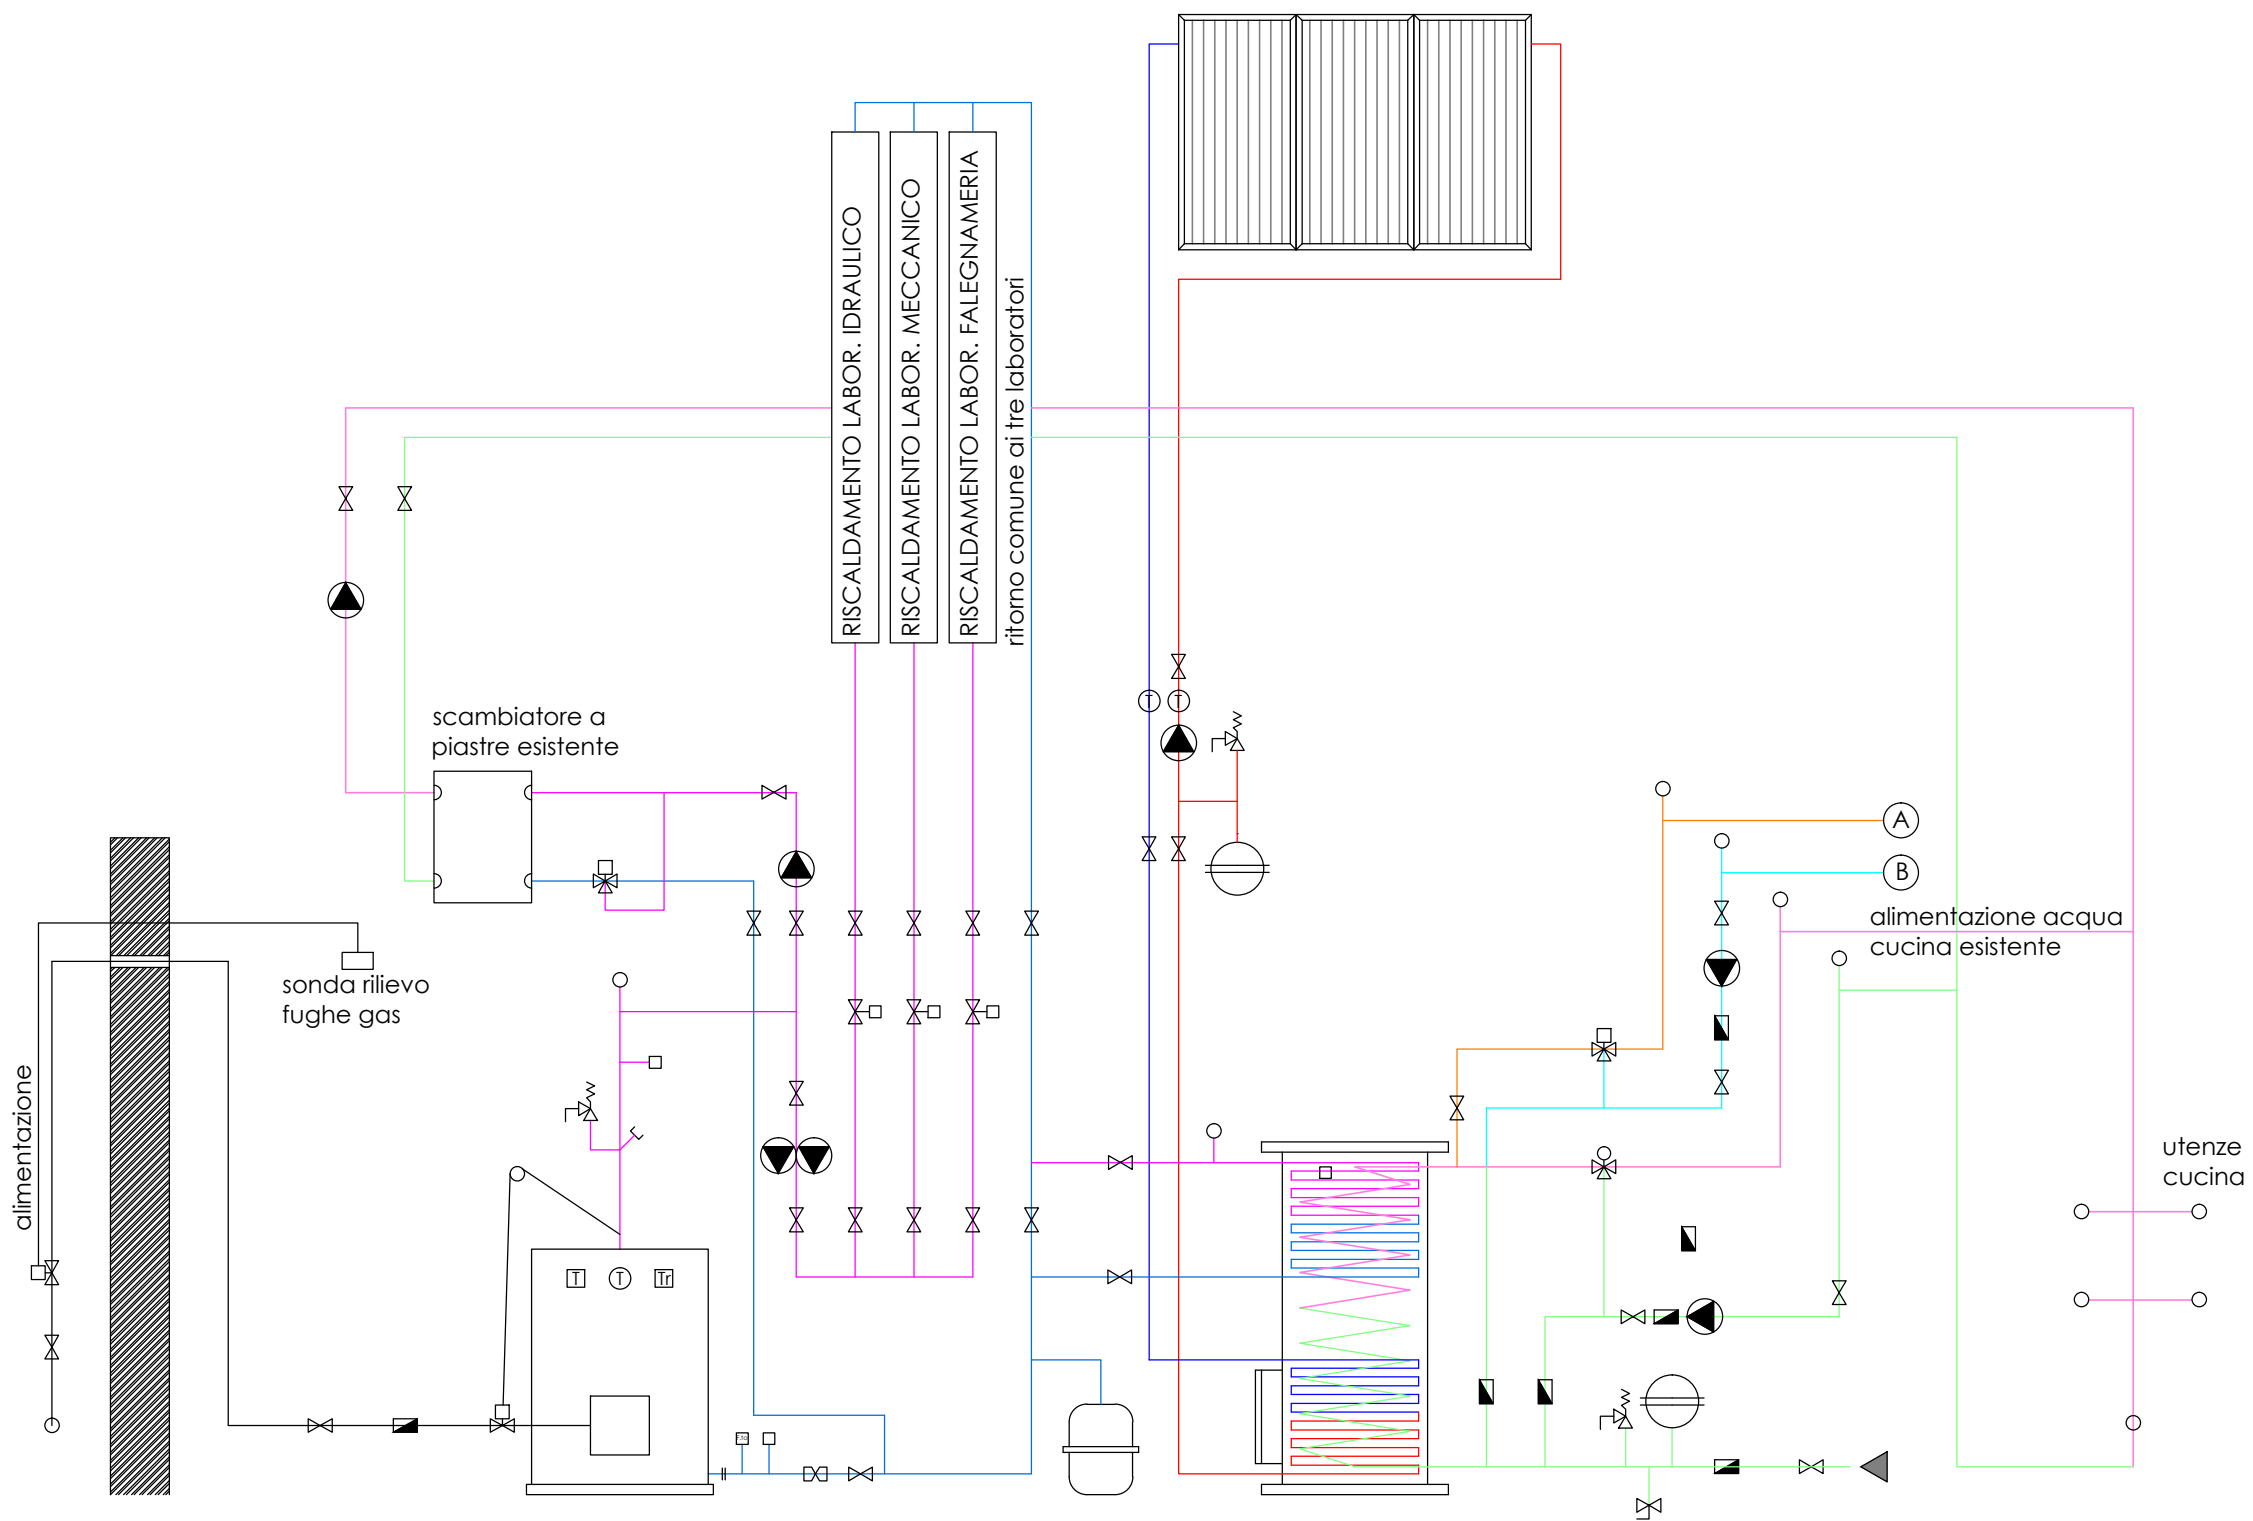 RISCALDAMENTO LABOR. IDRAULICO
RISCALDAMENTO LABOR. MECCANICO
RISCALDAMENTO LABOR. FALEGNAMERIA
ritorno comune ai tre laboratori
scambiatore a
piastre esistente
T
T
A
B
alimentazione acqua
cucina esistente
sonda rilievo
fughe gas
alimentazione
utenze
cucina
T
T
Tr